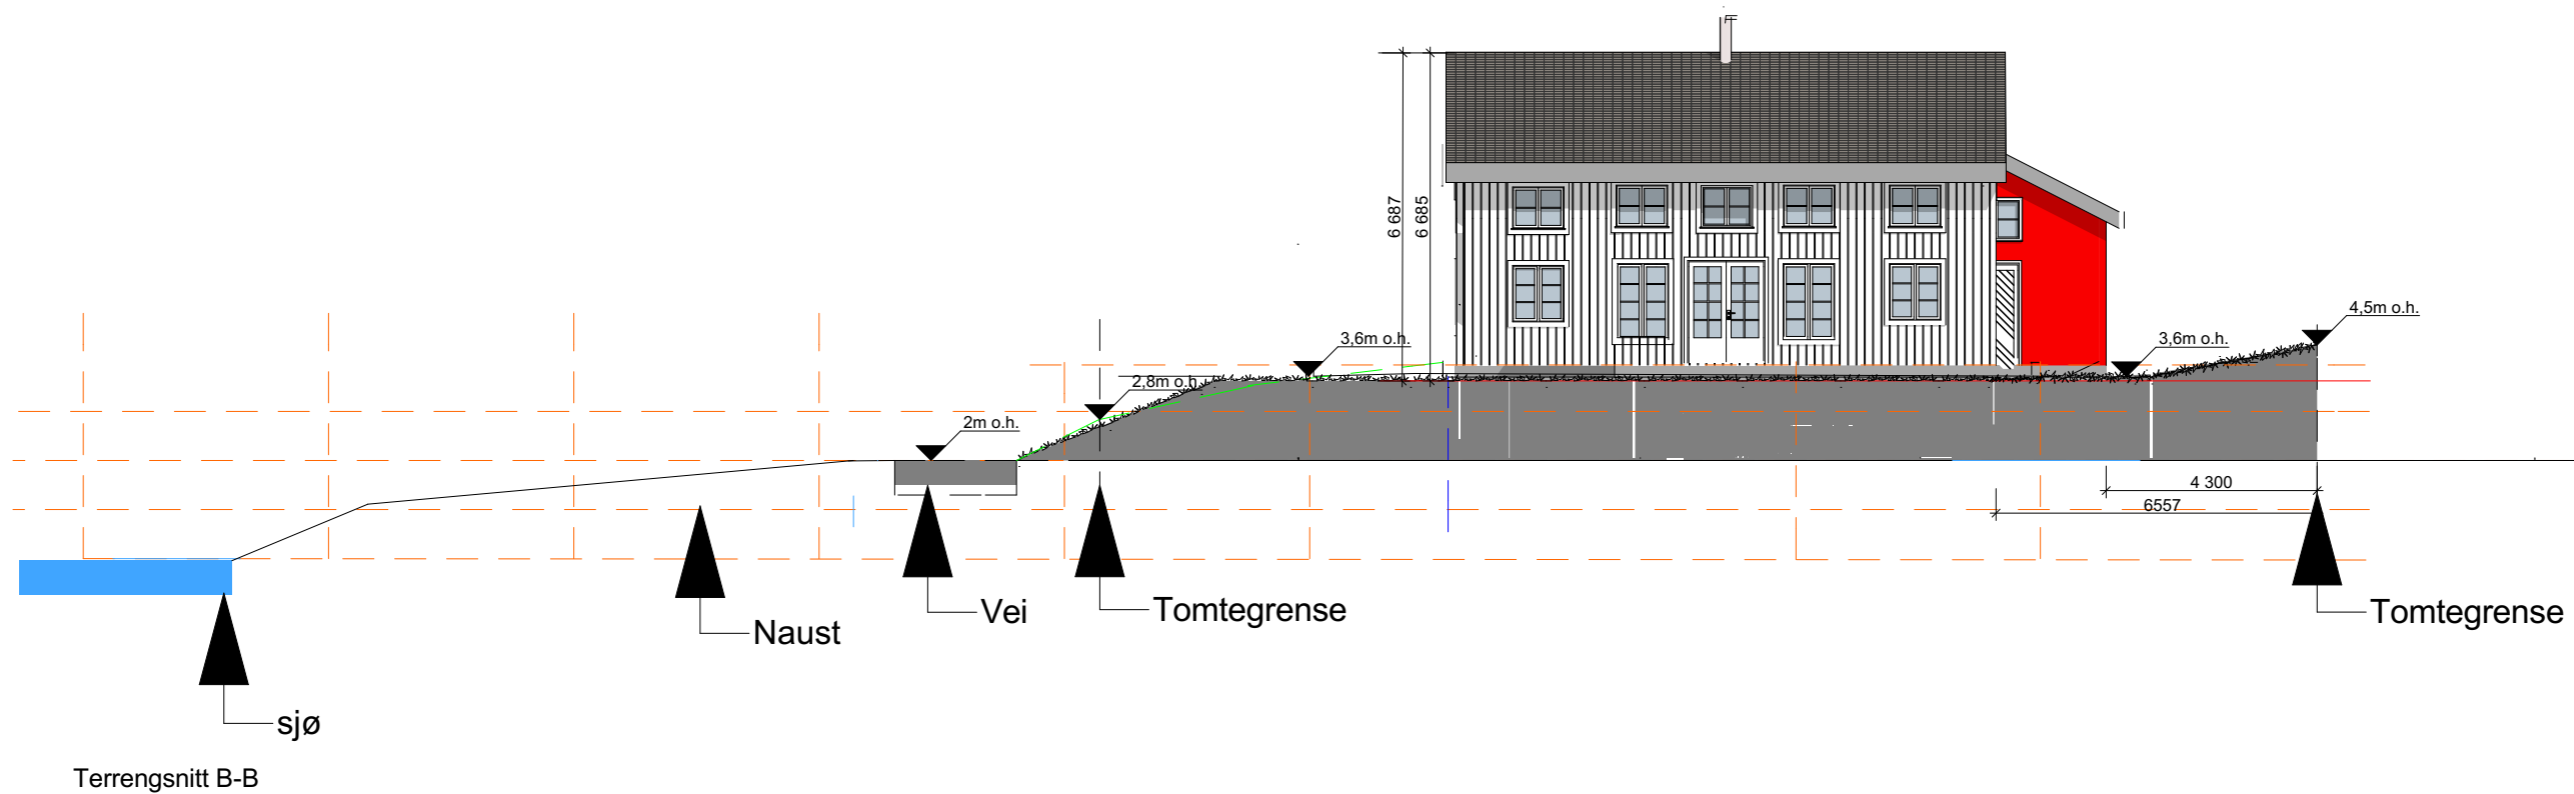 6 687
6 685
4,5m o.h.
3,6m o.h.
3,6m o.h.
2,8m o.h.
2m o.h.
4 300
6557
Vei
Tomtegrense
Tomtegrense
Naust
sjø
Terrengsnitt B-B